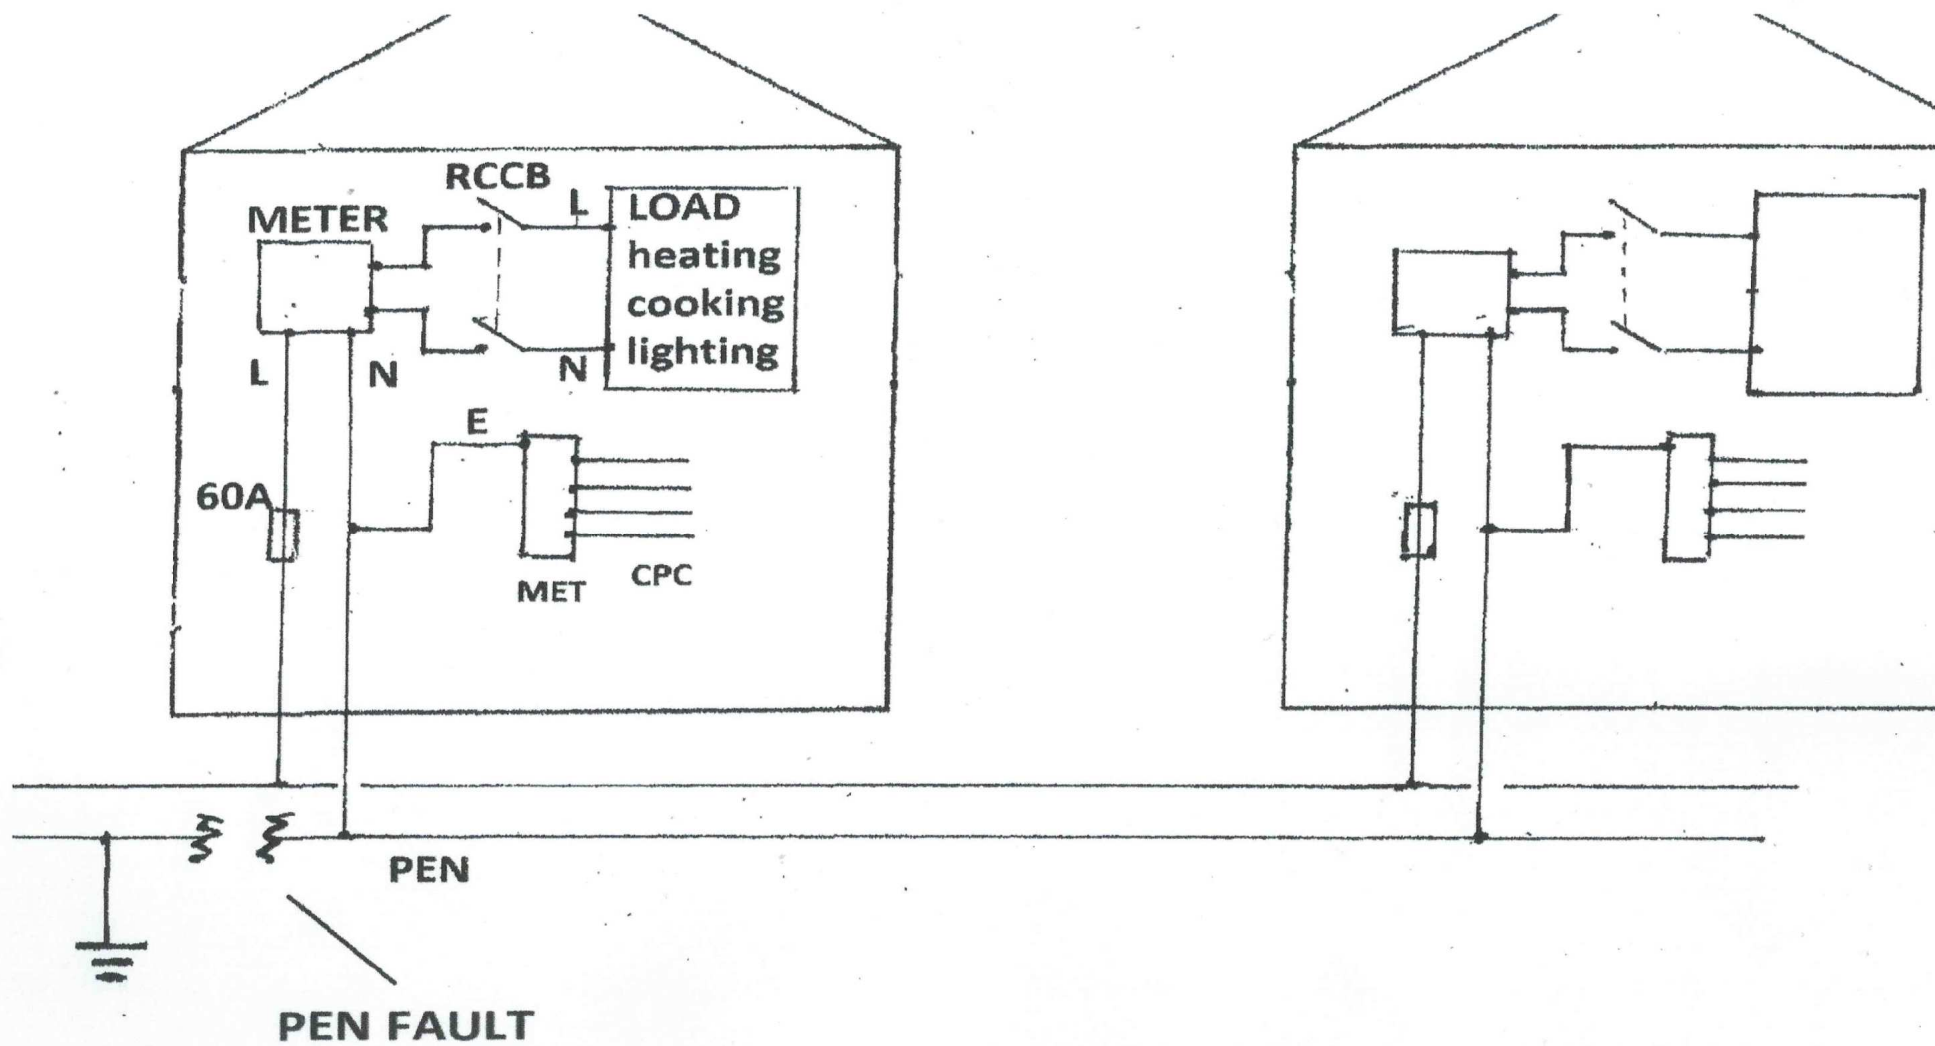 RCCB
METER
L
LOAD
heating
cooking
lighting
L
N
N
E
60A
MET
CPC
PEN
PEN FAULT